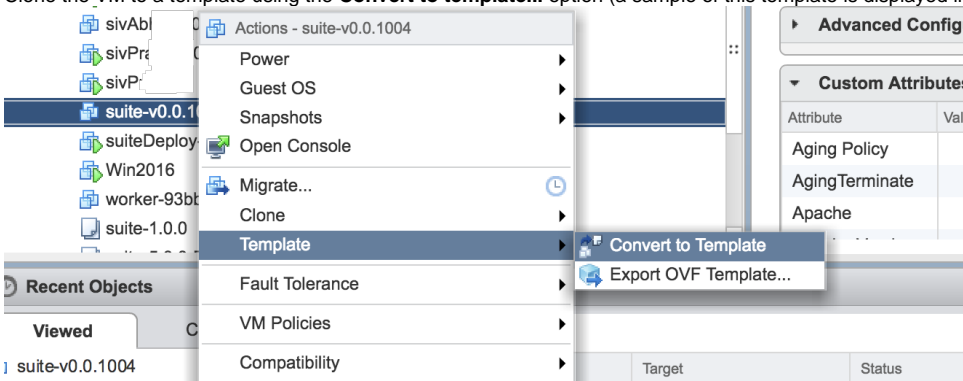 Clone the VM to a template using the Convert to template... option (a sample of this template is displayed
sivAb
Actions - suite-v0.0.1004
Advanced Config
sivPra
Power
sivP
Guest OS
Custom Attributes
suite-v0.0.10
Snapshots
Attribute
Val
suiteDeploy-
Open Console
Aging Policy
Win2016
Migrate...
AgingTerminate
worker-93bb
Clone
Apache
suite-1.0.0
Template
Convert to Template
Export OVF Template...
Recent Objects
Fault Tolerance
Viewed
C
VM Policies
suite-v0.0.1004
Compatibility
Target
Status